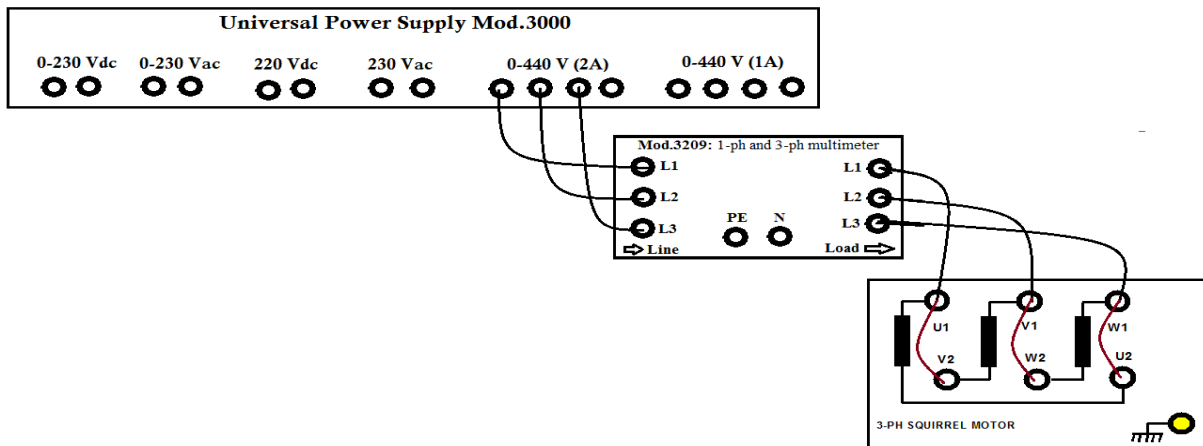 Universal Power Supply Mod.3000
0-230 Vdc 0-230 Vac 220 Vdc 230 Vac 0-440 V (2A) 0-440 V (1A)
Mod.3209: 1-ph and 3-ph multimeter
L1 L1
L2 L2
L3 PE N L3
Line Load
U1 V1 W1
V2 W2 U2
3-PH SQUIRREL MOTOR